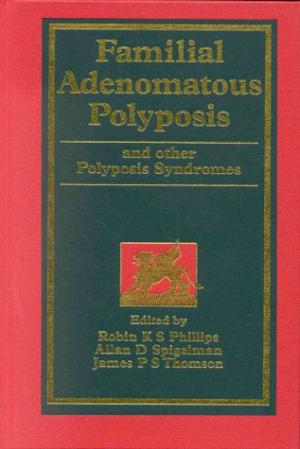 Familial
Adenomatous
Polyposis
and other
Polyposis Syndromes
Edited by
Robin K S Phillips
Allan D Spigelman
James P S Thomson